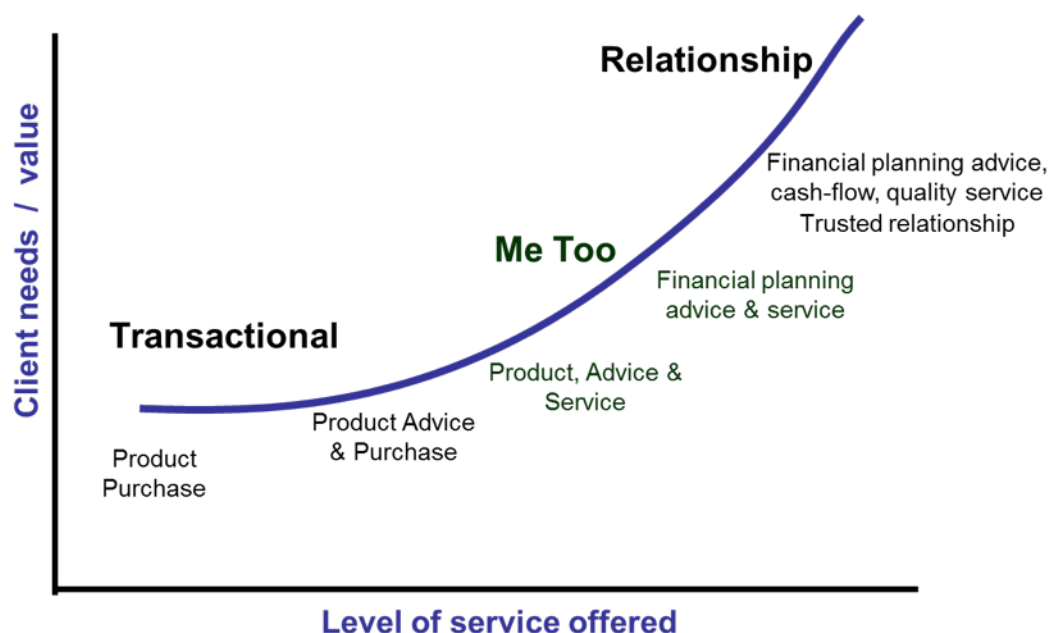 Relationship
Client needs / value
Financial planning advice,
cash-flow, quality service
Trusted relationship
Me Too
Financial planning
advice & service
Transactional
Product, Advice &
Service
Product Advice
& Purchase
Product
Purchase
Level of service offered